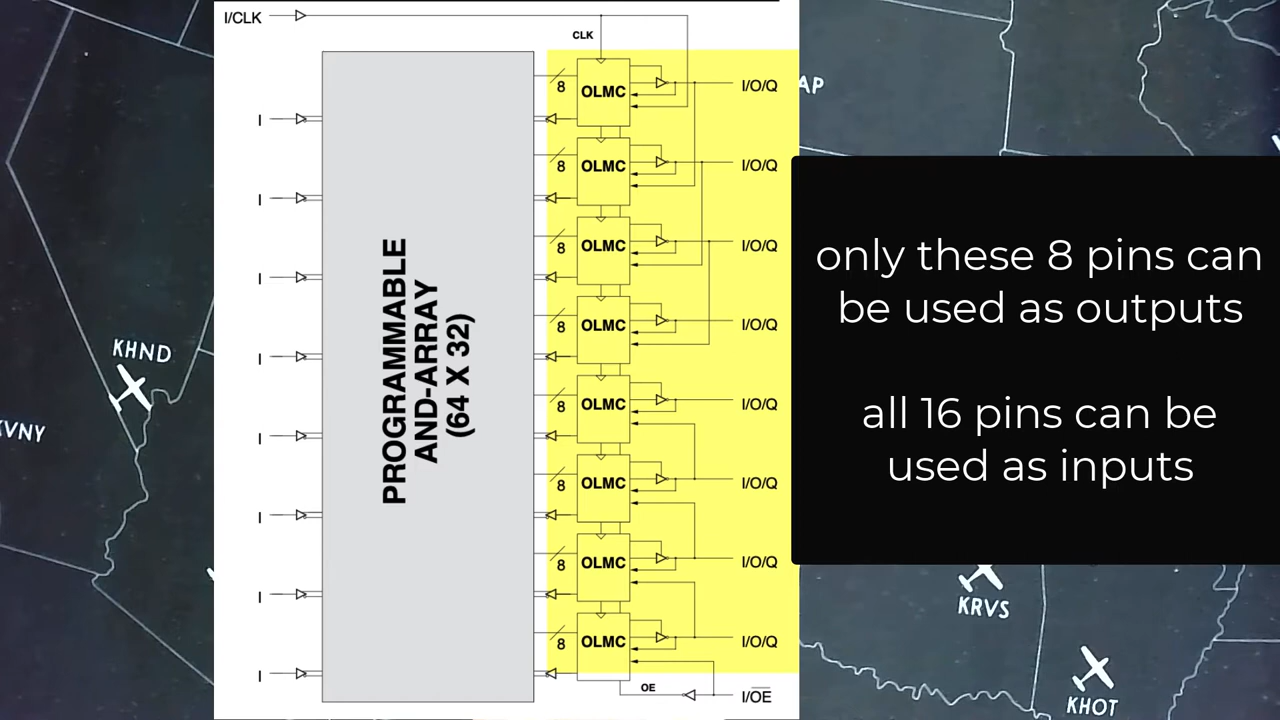 I/CLK
CLK
8
OLMC
I/O/Q
I
8
OLMC
I/O/Q
I
8
OLMC
I/O/Q
I
8
OLMC
I/O/Q
I
8
OLMC
I/O/Q
I
8
OLMC
I/O/Q
I
8
OLMC
I/O/Q
I
8
OLMC
I/O/Q
I
OE
I/OE
PROGRAMMABLE
AND-ARRAY
(64 X 32)
only these 8 pins can
be used as outputs
all 16 pins can be
used as inputs
KHND
KVNY
AP
KRVS
KHOT